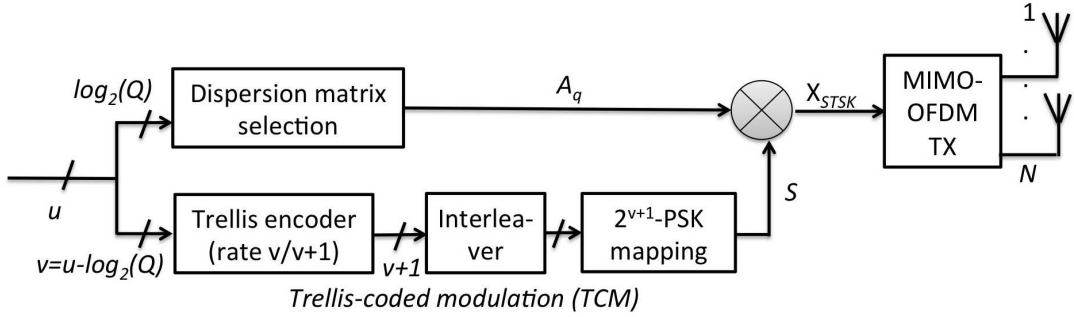 log2(Q)
Dispersion matrix
selection
Aq
XSTSK
MIMO-
OFDM
TX
1
N
u
v=u-log2(Q)
Trellis encoder
(rate v/v+1)
v+1
Interlea-
ver
2v+1-PSK
mapping
S
Trellis-coded modulation (TCM)